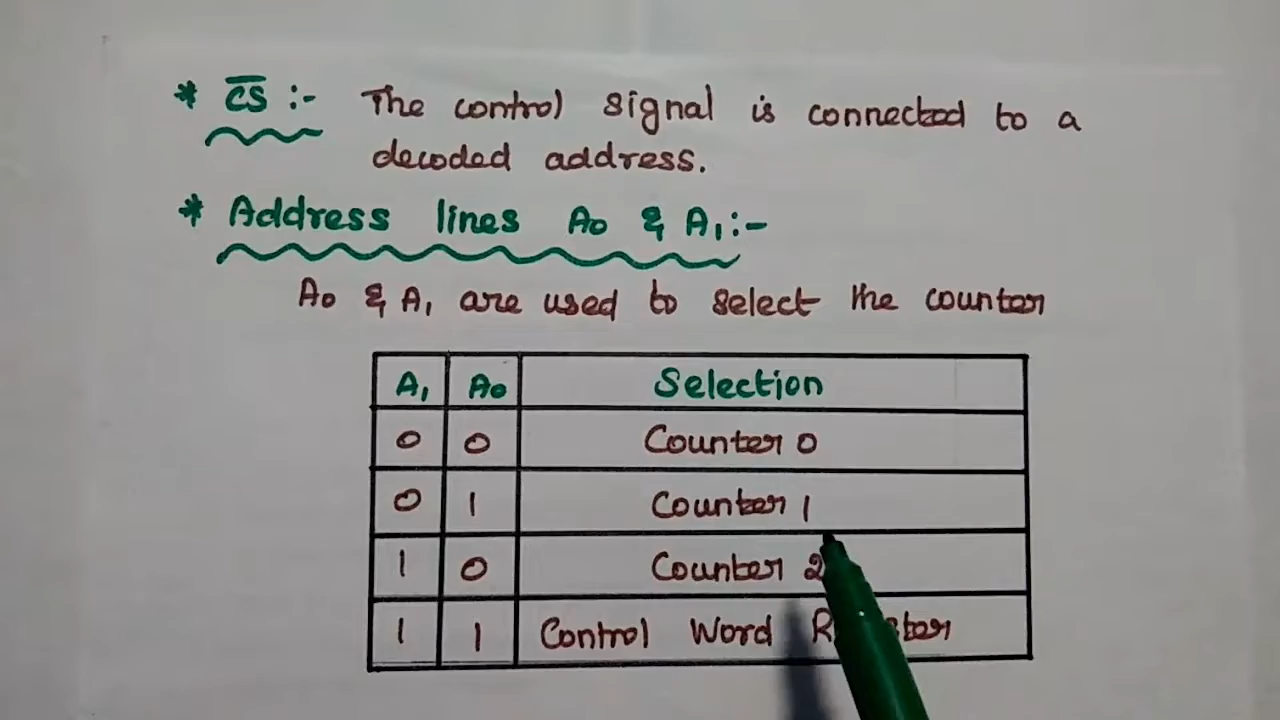 * C̅S̅ :- The control signal is connected to a
decoded address.
* Address lines A₀ & A₁:-
A₀ & A₁ are used to select the counter
A₁ A₀ Selection
0 0 Counter 0
0 1 Counter 1
1 0 Counter 2
1 1 Control Word